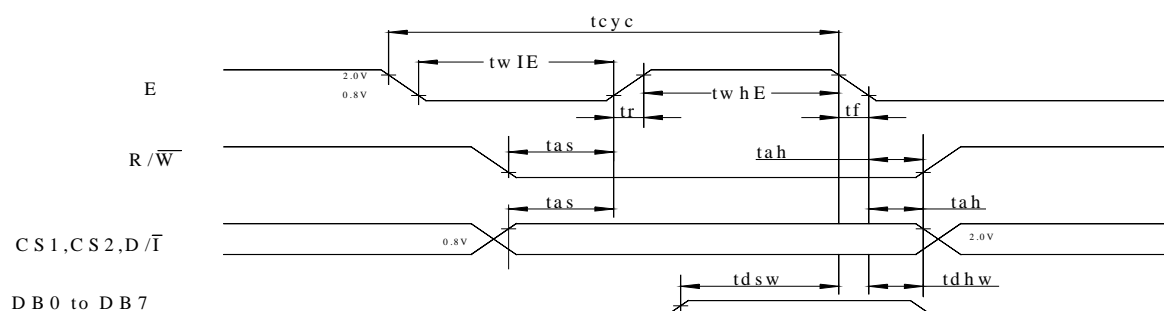 tcyc
twIE
2.0V
E
0.8V
twhE
tr
tf
R/W̅
tas
tah
tas
tah
CS1,CS2,D/I̅
0.8V
2.0V
tdsw
tdhw
DB0 to DB7